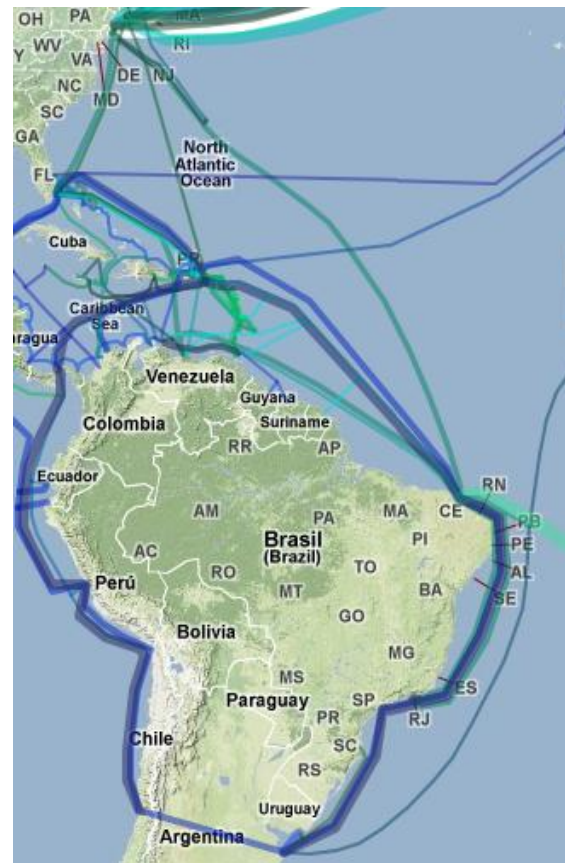 OH
PA
MA
WV
RI
Y
VA
DE
NJ
NC
MD
SC
GA
North
Atlantic
Ocean
FL
Cuba
PR
Caribbean
Sea
aragua
Venezuela
Guyana
Colombia
Suriname
RR
AP
Ecuador
RN
AM
PA
MA
CE
PB
Brasil
(Brazil)
PI
PE
AC
RO
TO
AL
Perú
MT
BA
SE
GO
Bolivia
MG
MS
ES
Paraguay
SP
PR
RJ
Chile
SC
RS
Uruguay
Argentina